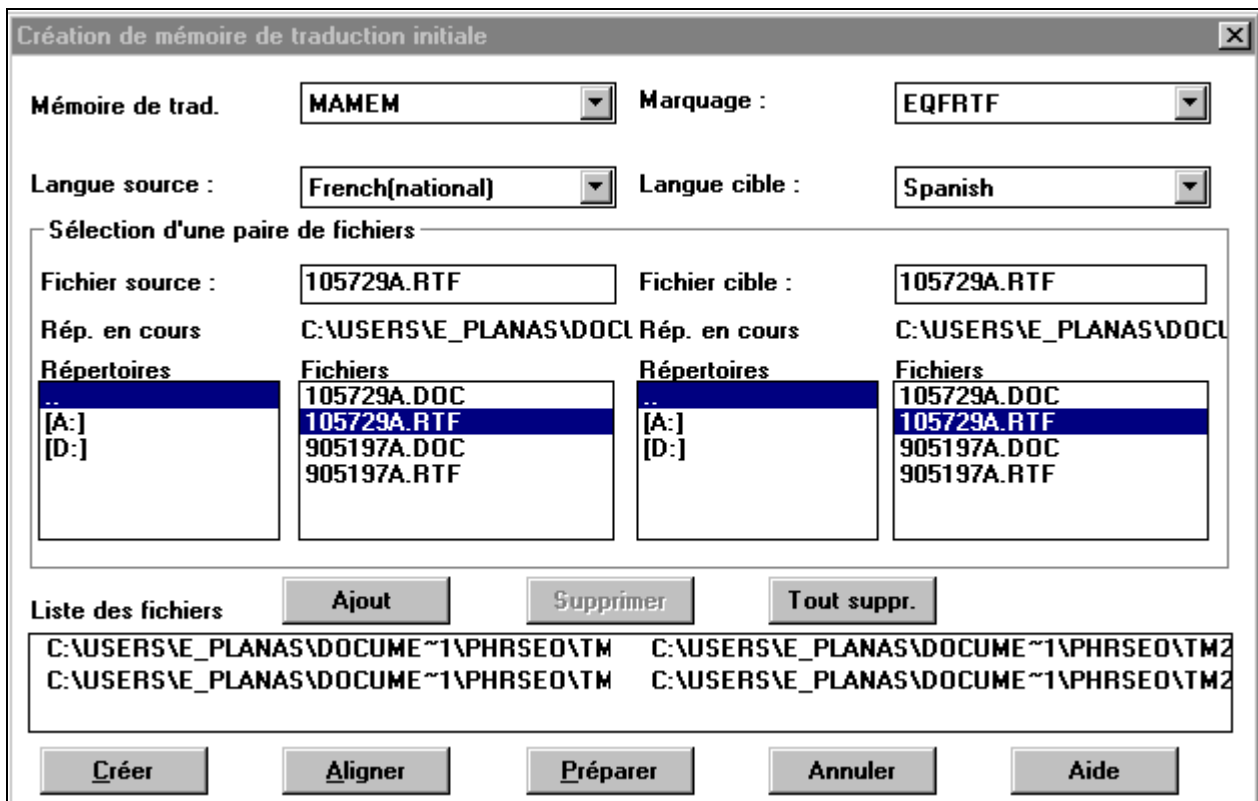 Création de mémoire de traduction initiale
Mémoire de trad. MAMEM Marquage : EQFRTF
Langue source : French(national) Langue cible : Spanish
Sélection d'une paire de fichiers
Fichier source : 105729A.RTF Fichier cible : 105729A.RTF
Rép. en cours C:\USERS\E_PLANAS\DOCU Rép. en cours C:\USERS\E_PLANAS\DOCU
Répertoires Fichiers Répertoires Fichiers
.. 105729A.DOC .. 105729A.DOC
[A:] 105729A.RTF [A:] 105729A.RTF
[D:] 905197A.DOC [D:] 905197A.DOC
905197A.RTF 905197A.RTF
Ajout Supprimer Tout suppr.
Liste des fichiers
C:\USERS\E_PLANAS\DOCUME~1\PHRSEO\TM C:\USERS\E_PLANAS\DOCUME~1\PHRSEO\TM2
C:\USERS\E_PLANAS\DOCUME~1\PHRSEO\TM C:\USERS\E_PLANAS\DOCUME~1\PHRSEO\TM2
Créer Aligner Préparer Annuler Aide